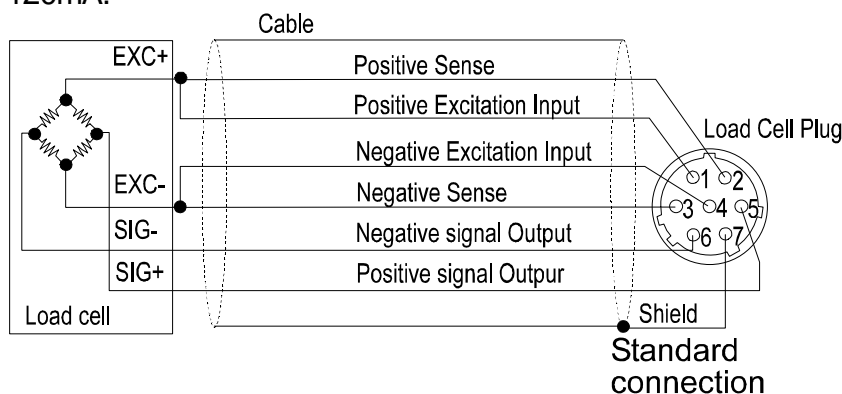 Cable
EXC+
Positive Sense
Positive Excitation Input
Load Cell Plug
Negative Excitation Input
1 2
EXC-
Negative Sense
3 4 5
SIG-
Negative signal Output
6 7
SIG+
Positive signal Outpur
Load cell
Shield
Standard
connection